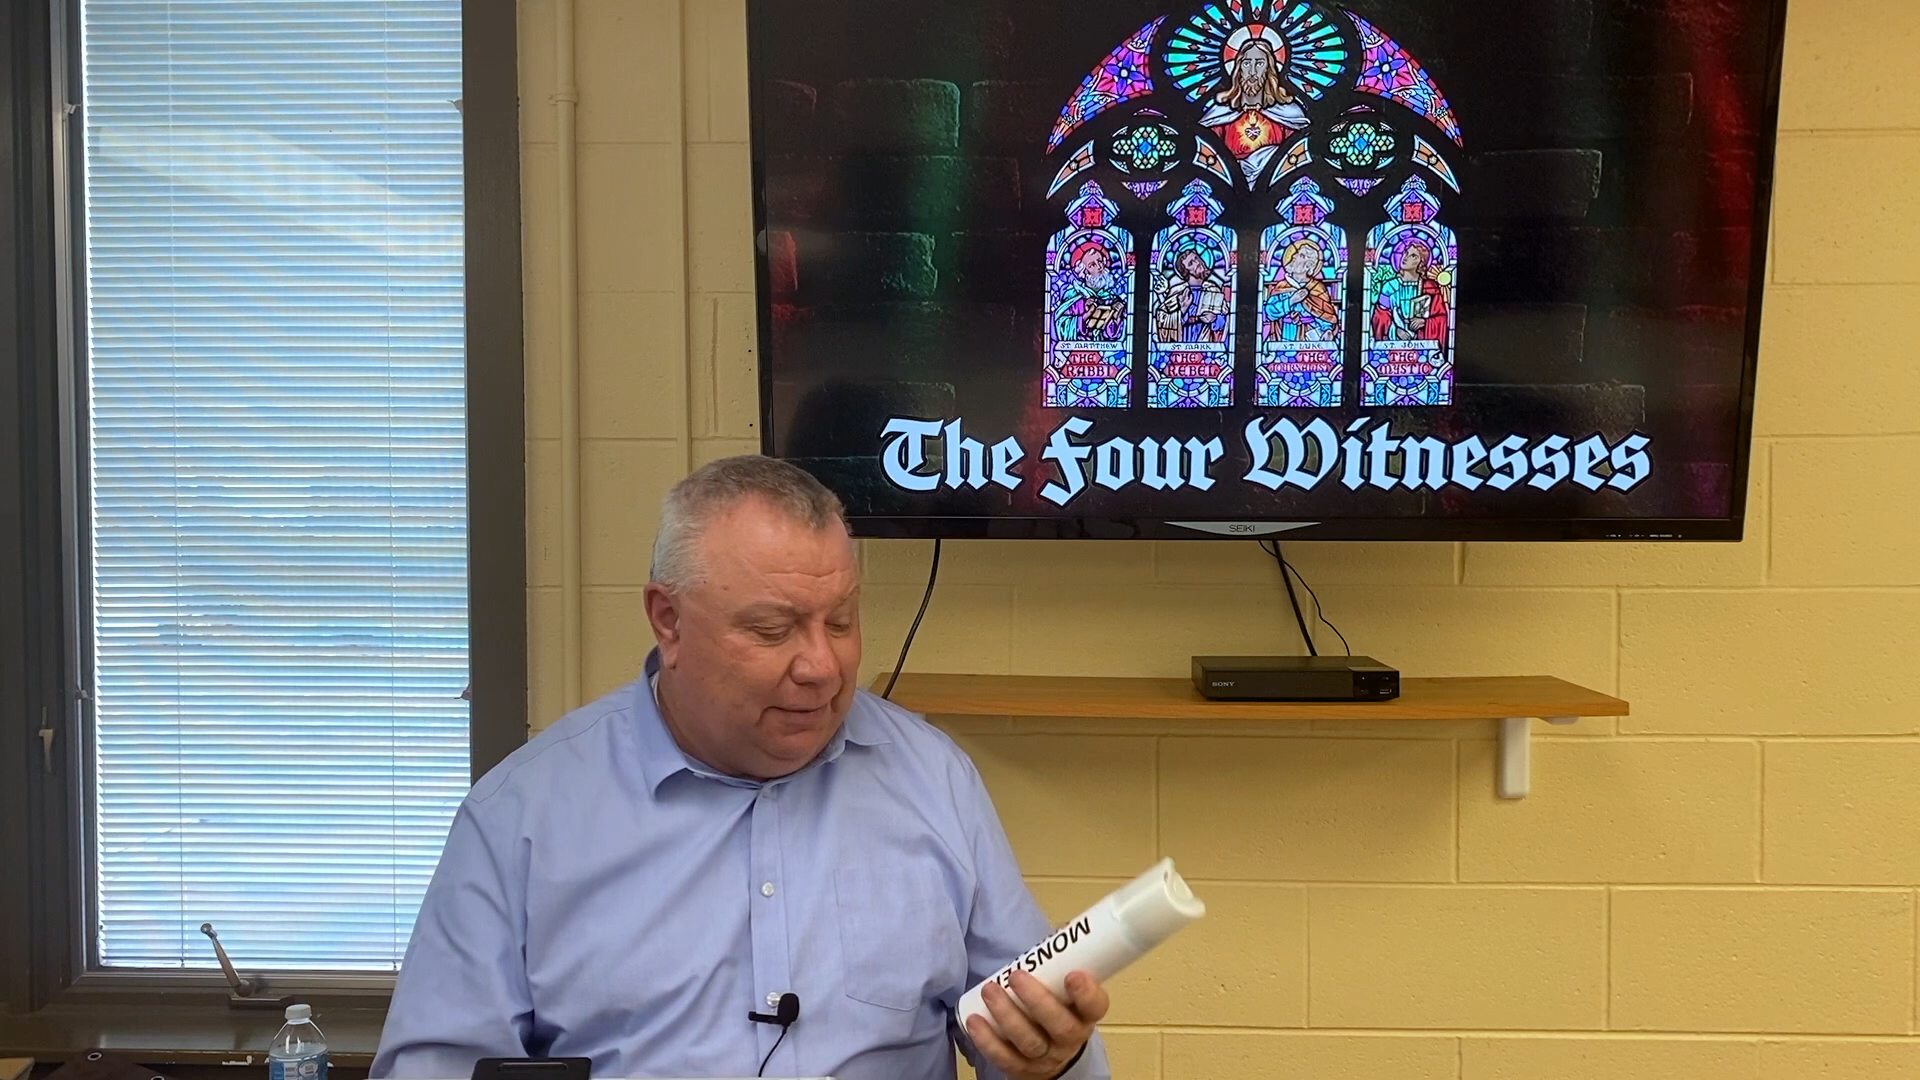 ST. MATTHEW
THE
RABBI
ST. MARK
THE
REBEL
ST. LUKE
THE
JOURNALIST
ST. JOHN
THE
MYSTIC
The Four Witnesses
SEIKI
SONY
MONSTER